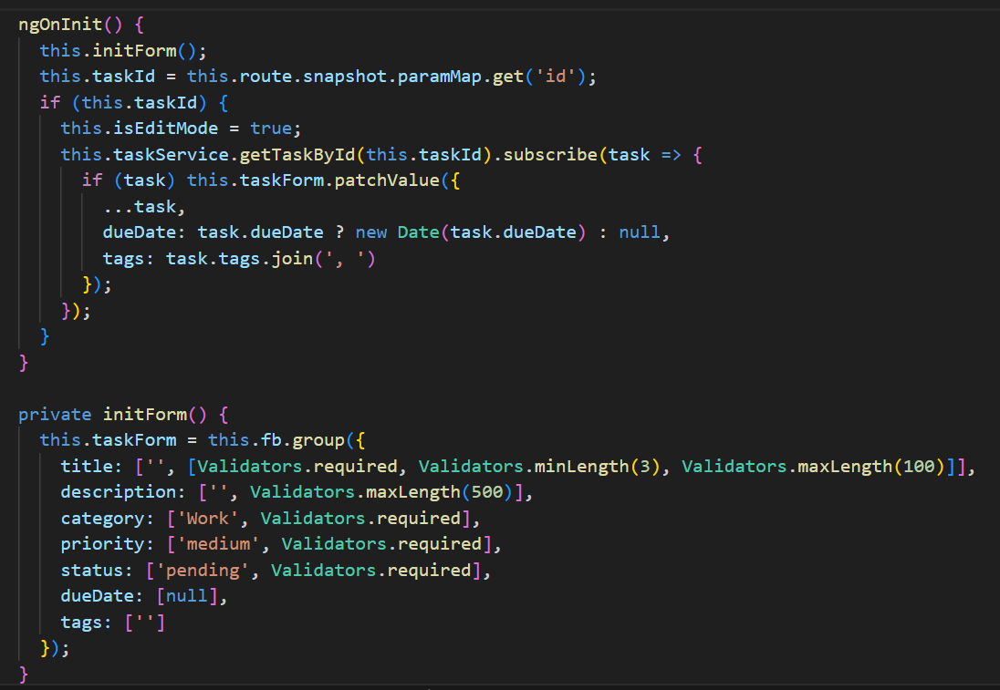 ngOnInit() {
  this.initForm();
  this.taskId = this.route.snapshot.paramMap.get('id');
  if (this.taskId) {
    this.isEditMode = true;
    this.taskService.getTaskById(this.taskId).subscribe(task => {
      if (task) this.taskForm.patchValue({
        ...task,
        dueDate: task.dueDate ? new Date(task.dueDate) : null,
        tags: task.tags.join(', ')
      });
    });
  }
}

private initForm() {
  this.taskForm = this.fb.group({
    title: ['', [Validators.required, Validators.minLength(3), Validators.maxLength(100)]],
    description: ['', Validators.maxLength(500)],
    category: ['Work', Validators.required],
    priority: ['medium', Validators.required],
    status: ['pending', Validators.required],
    dueDate: [null],
    tags: ['']
  });
}